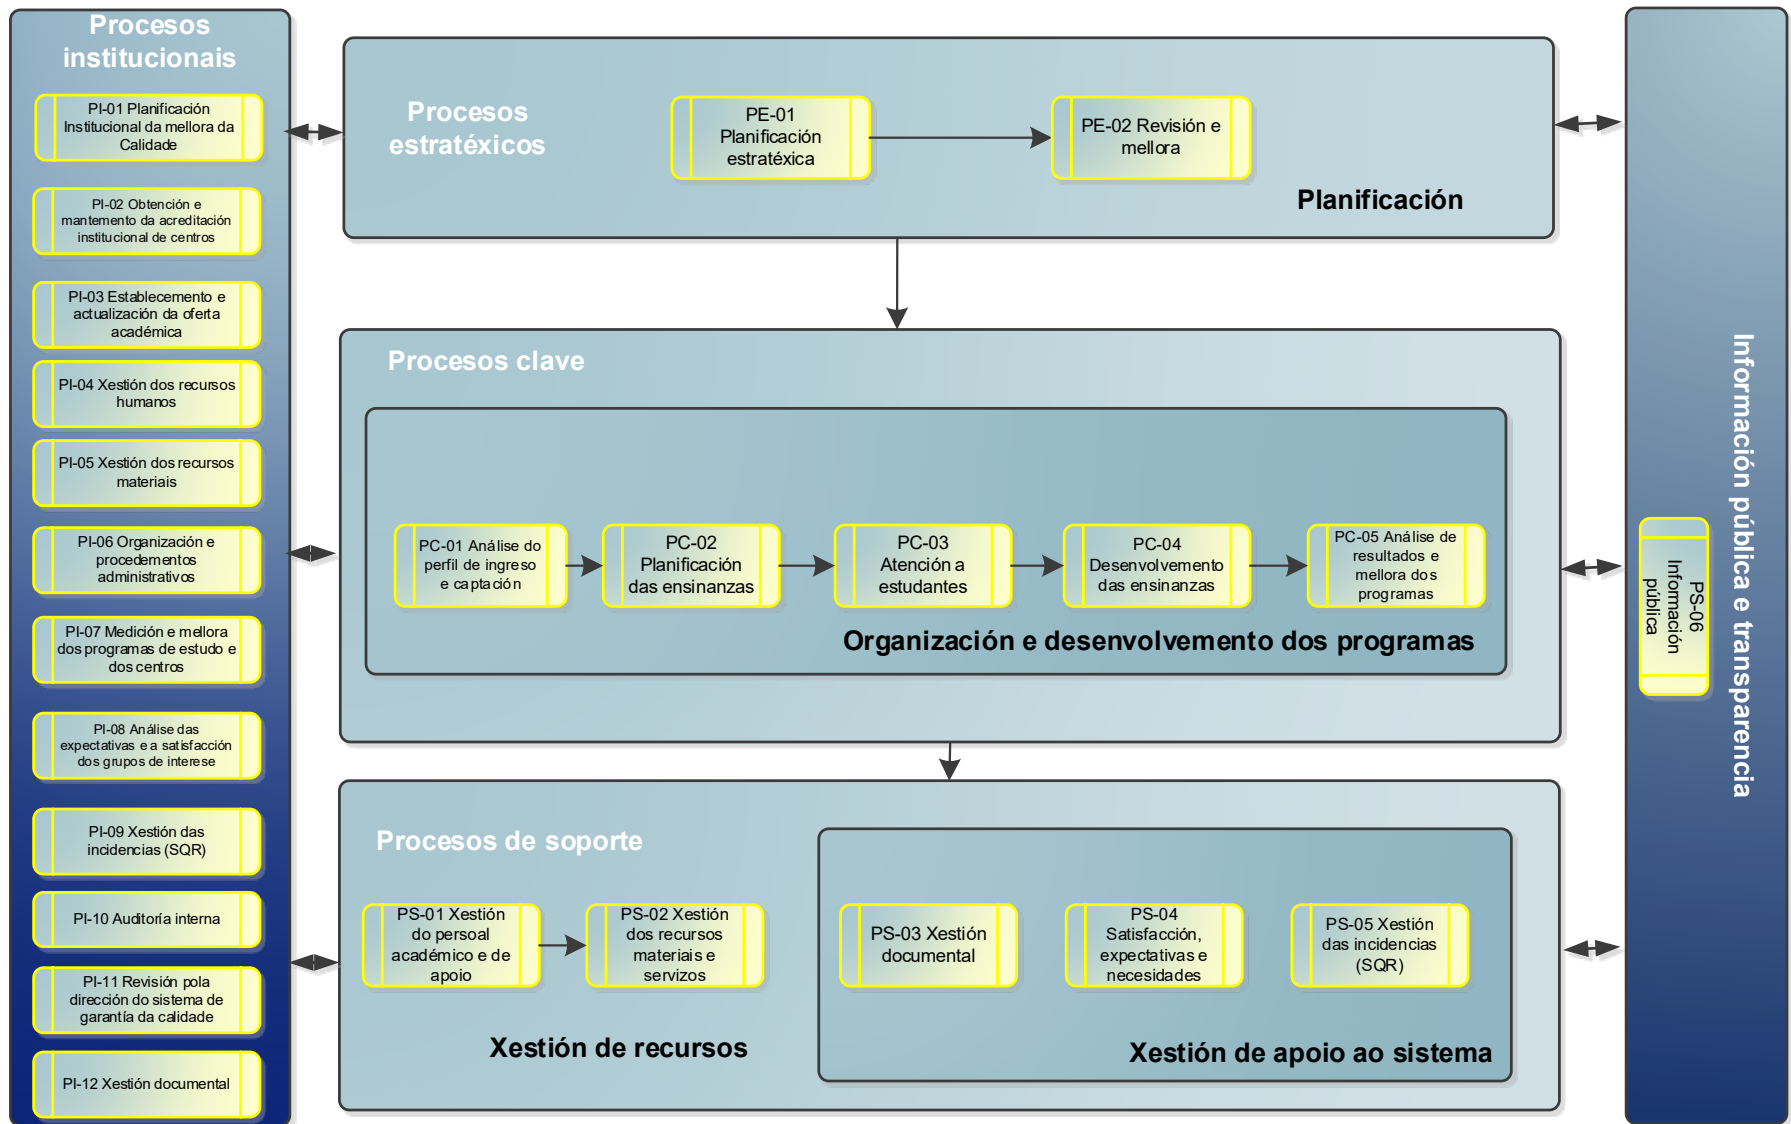 Procesos
institucionais
PI-01 Planificación
Institucional da mellora da
Calidade
PI-02 Obtención e
mantemento da acreditación
institucional de centros
PI-03 Establecemento e
actualización da oferta
académica
PI-04 Xestión dos recursos
humanos
PI-05 Xestión dos recursos
materiais
PI-06 Organización e
procedementos
administrativos
PI-07 Medición e mellora
dos programas de estudo e
dos centros
PI-08 Análise das
expectativas e a satisfacción
dos grupos de interese
PI-09 Xestión das
incidencias (SQR)
PI-10 Auditoría interna
PI-11 Revisión pola
dirección do sistema de
garantía da calidade
PI-12 Xestión documental
Procesos
estratéxicos
PE-01
Planificación
estratéxica
PE-02 Revisión e
mellora
Planificación
Procesos clave
PC-01 Análise do
perfil de ingreso
e captación
PC-02
Planificación
das ensinanzas
PC-03
Atención a
estudantes
PC-04
Desenvolvemento
das ensinanzas
PC-05 Análise de
resultados e
mellora dos
programas
Organización e desenvolvemento dos programas
Procesos de soporte
PS-01 Xestión
do persoal
académico e de
apoio
PS-02 Xestión
dos recursos
materiais e
servizos
Xestión de recursos
PS-03 Xestión
documental
PS-04
Satisfacción,
expectativas e
necesidades
PS-05 Xestión
das incidencias
(SQR)
Xestión de apoio ao sistema
Información pública e transparencia
PS-06
Información
pública